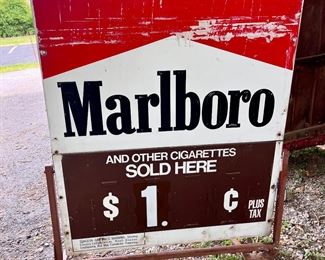 Marlboro
AND OTHER CIGARETTES
SOLD HERE
$ 1. ¢ PLUS
TAX